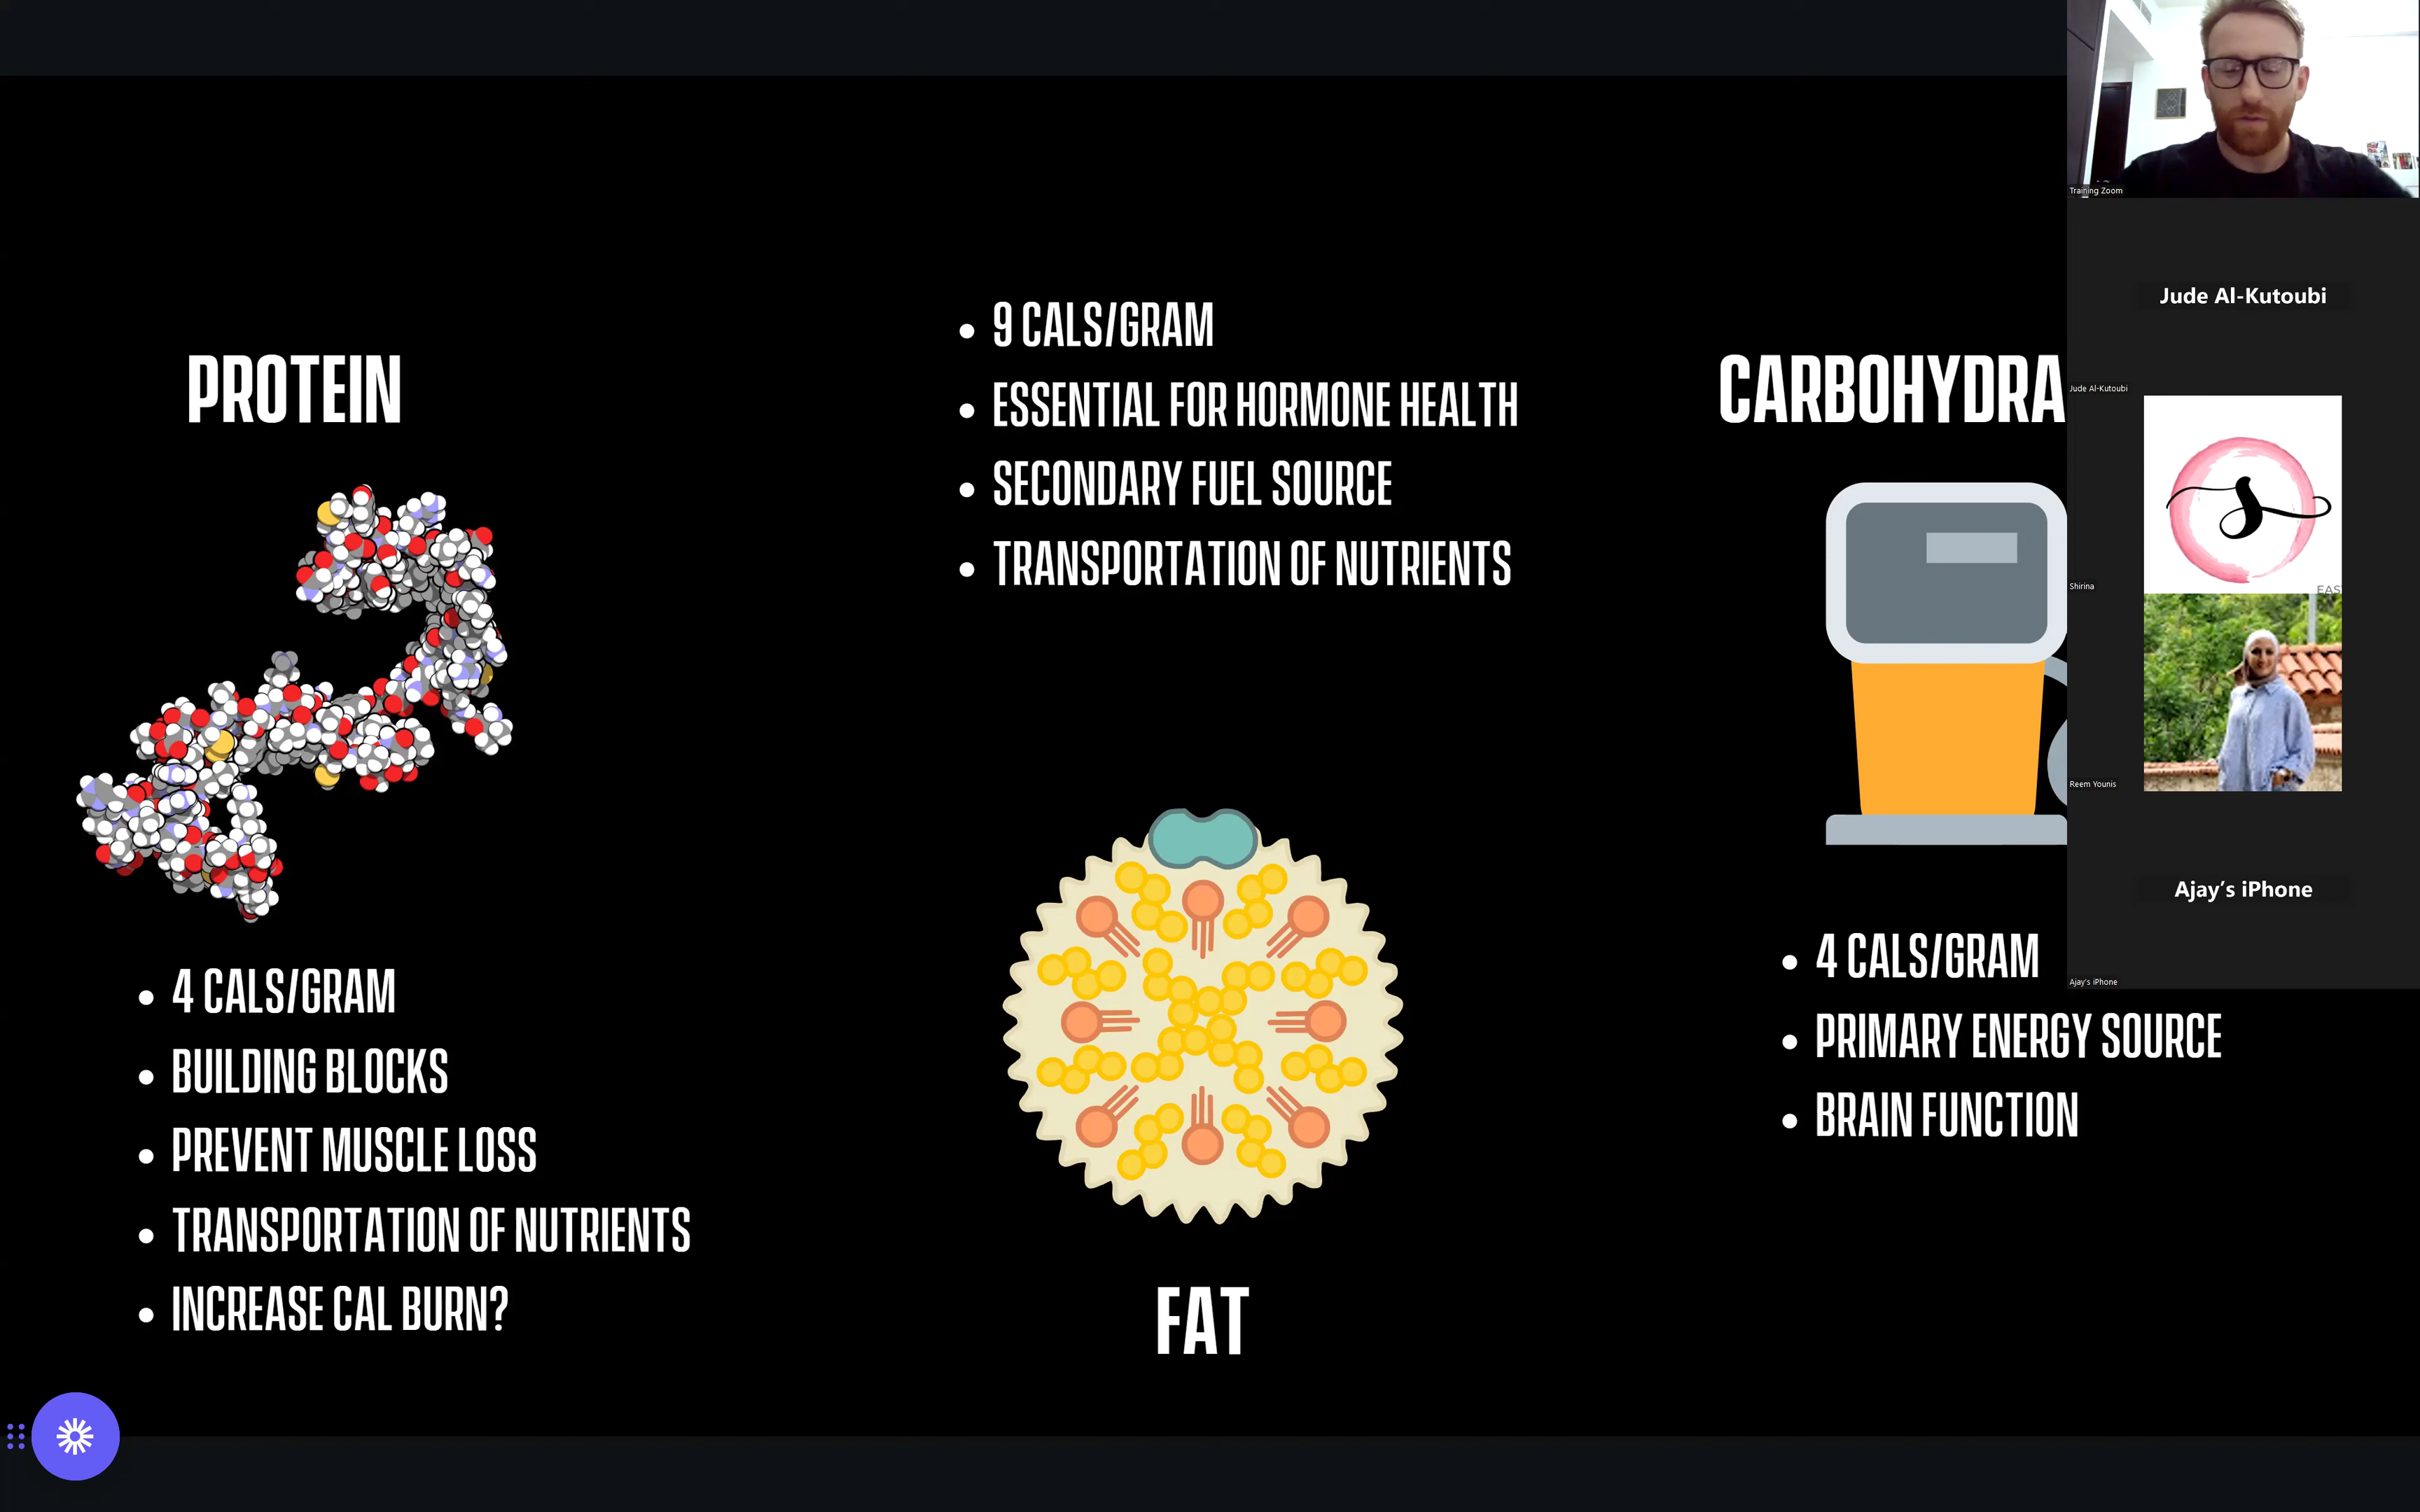 PROTEIN
• 4 CALS/GRAM
• BUILDING BLOCKS
• PREVENT MUSCLE LOSS
• TRANSPORTATION OF NUTRIENTS
• INCREASE CAL BURN?
• 9 CALS/GRAM
• ESSENTIAL FOR HORMONE HEALTH
• SECONDARY FUEL SOURCE
• TRANSPORTATION OF NUTRIENTS
FAT
CARBOHYDRA
• 4 CALS/GRAM
• PRIMARY ENERGY SOURCE
• BRAIN FUNCTION
Training Zoom
Jude Al-Kutoubi
Jude Al-Kutoubi
s
EAS
Shirina
Reem Younis
Ajay's iPhone
Ajay's iPhone